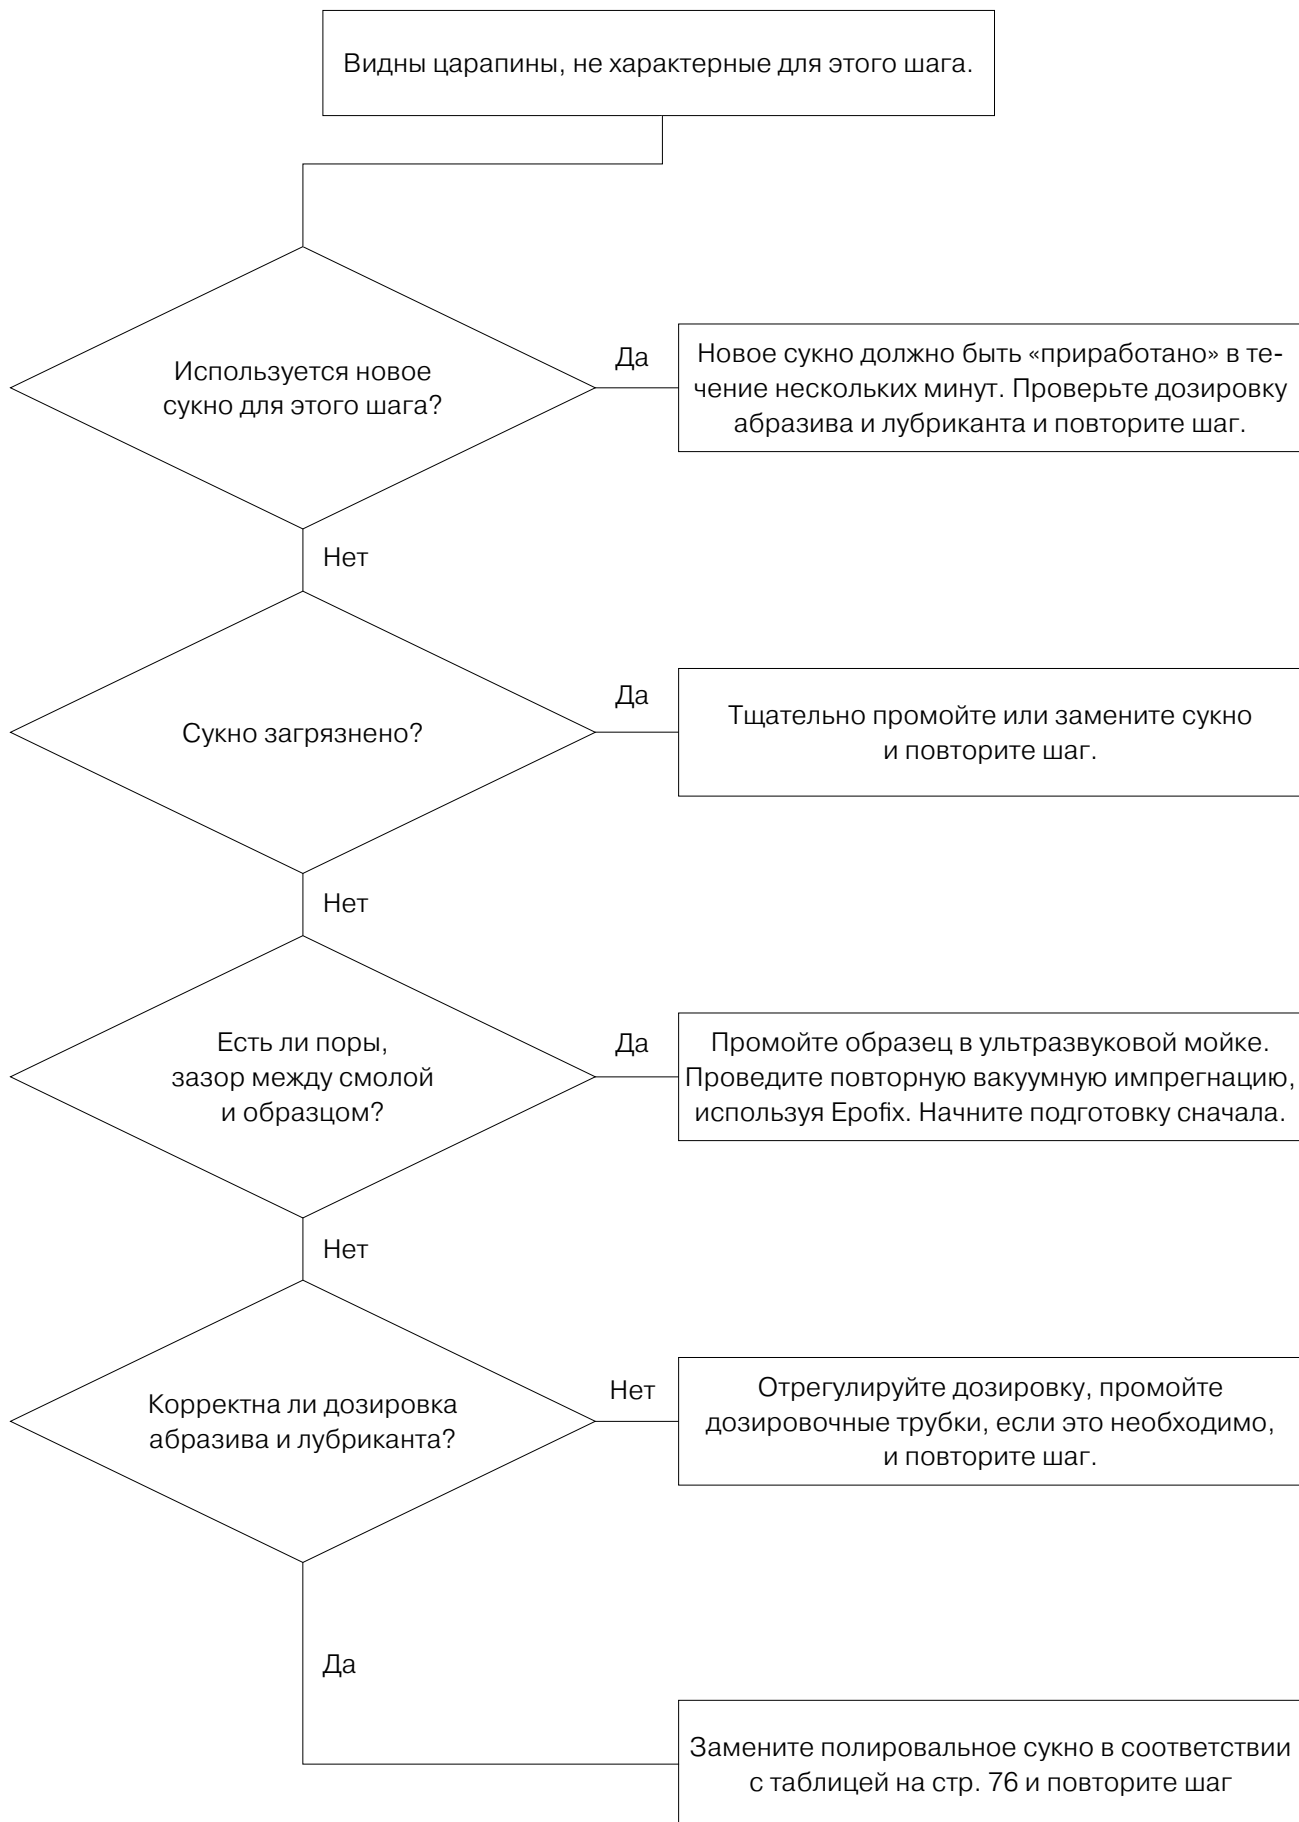 Видны царапины, не характерные для этого шага.
Используется новое
сукно для этого шага?
Да
Новое сукно должно быть «приработано» в те-
чение нескольких минут. Проверьте дозировку
абразива и лубриканта и повторите шаг.
Нет
Сукно загрязнено?
Да
Тщательно промойте или замените сукно
и повторите шаг.
Нет
Есть ли поры,
зазор между смолой
и образцом?
Да
Промойте образец в ультразвуковой мойке.
Проведите повторную вакуумную импрегнацию,
используя Epofix. Начните подготовку сначала.
Нет
Корректна ли дозировка
абразива и лубриканта?
Нет
Отрегулируйте дозировку, промойте
дозировочные трубки, если это необходимо,
и повторите шаг.
Да
Замените полировальное сукно в соответствии
с таблицей на стр. 76 и повторите шаг